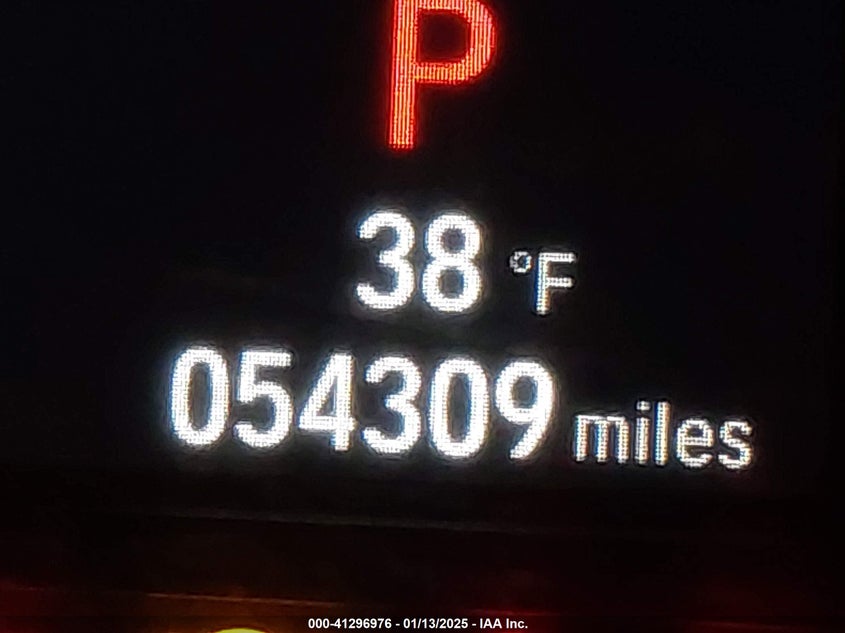 P
38 °F
054309 miles
000-41296976 - 01/13/2025 - IAA Inc.